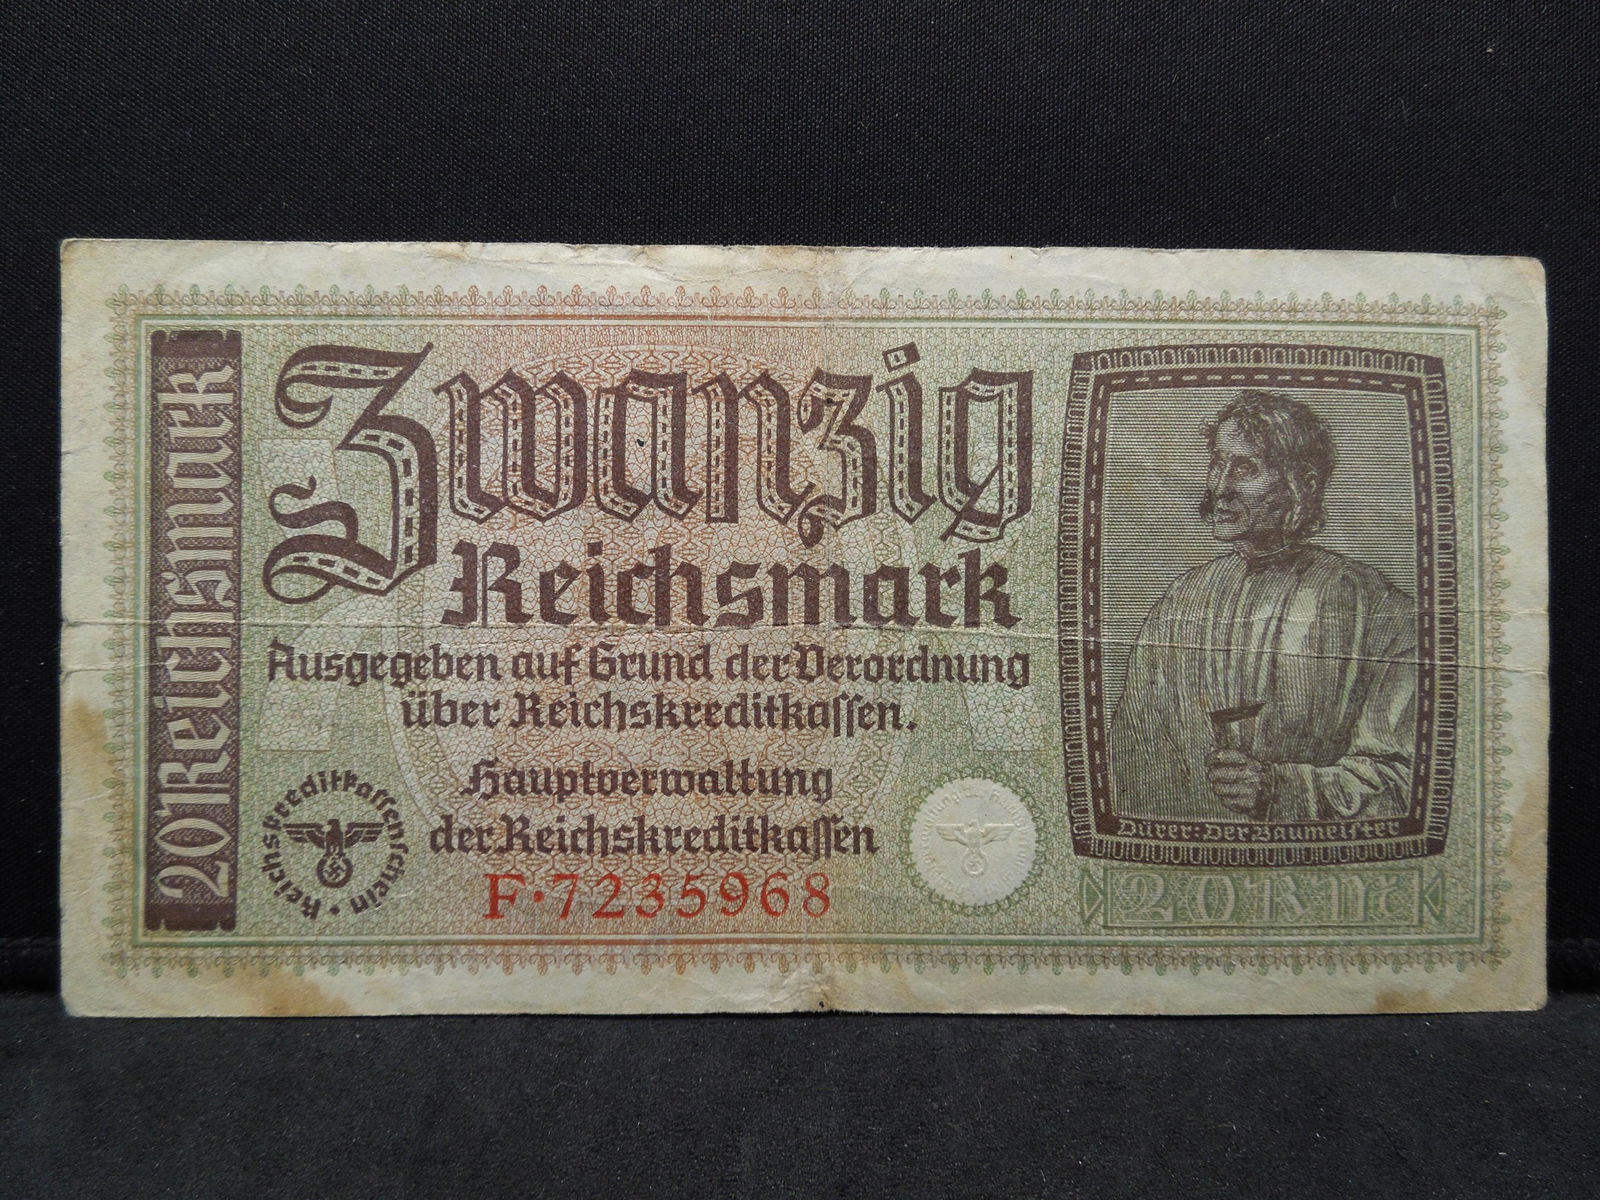 20 Reichsmark
Zwanzig
Reichsmark
Ausgegeben auf Grund der Verordnung
über Reichskreditkaſſen.
Hauptverwaltung
der Reichskreditkaſſen
Reichskreditkaſſenſchein •
F·7235968
Dürer: Der Baumeiſter
20 RM